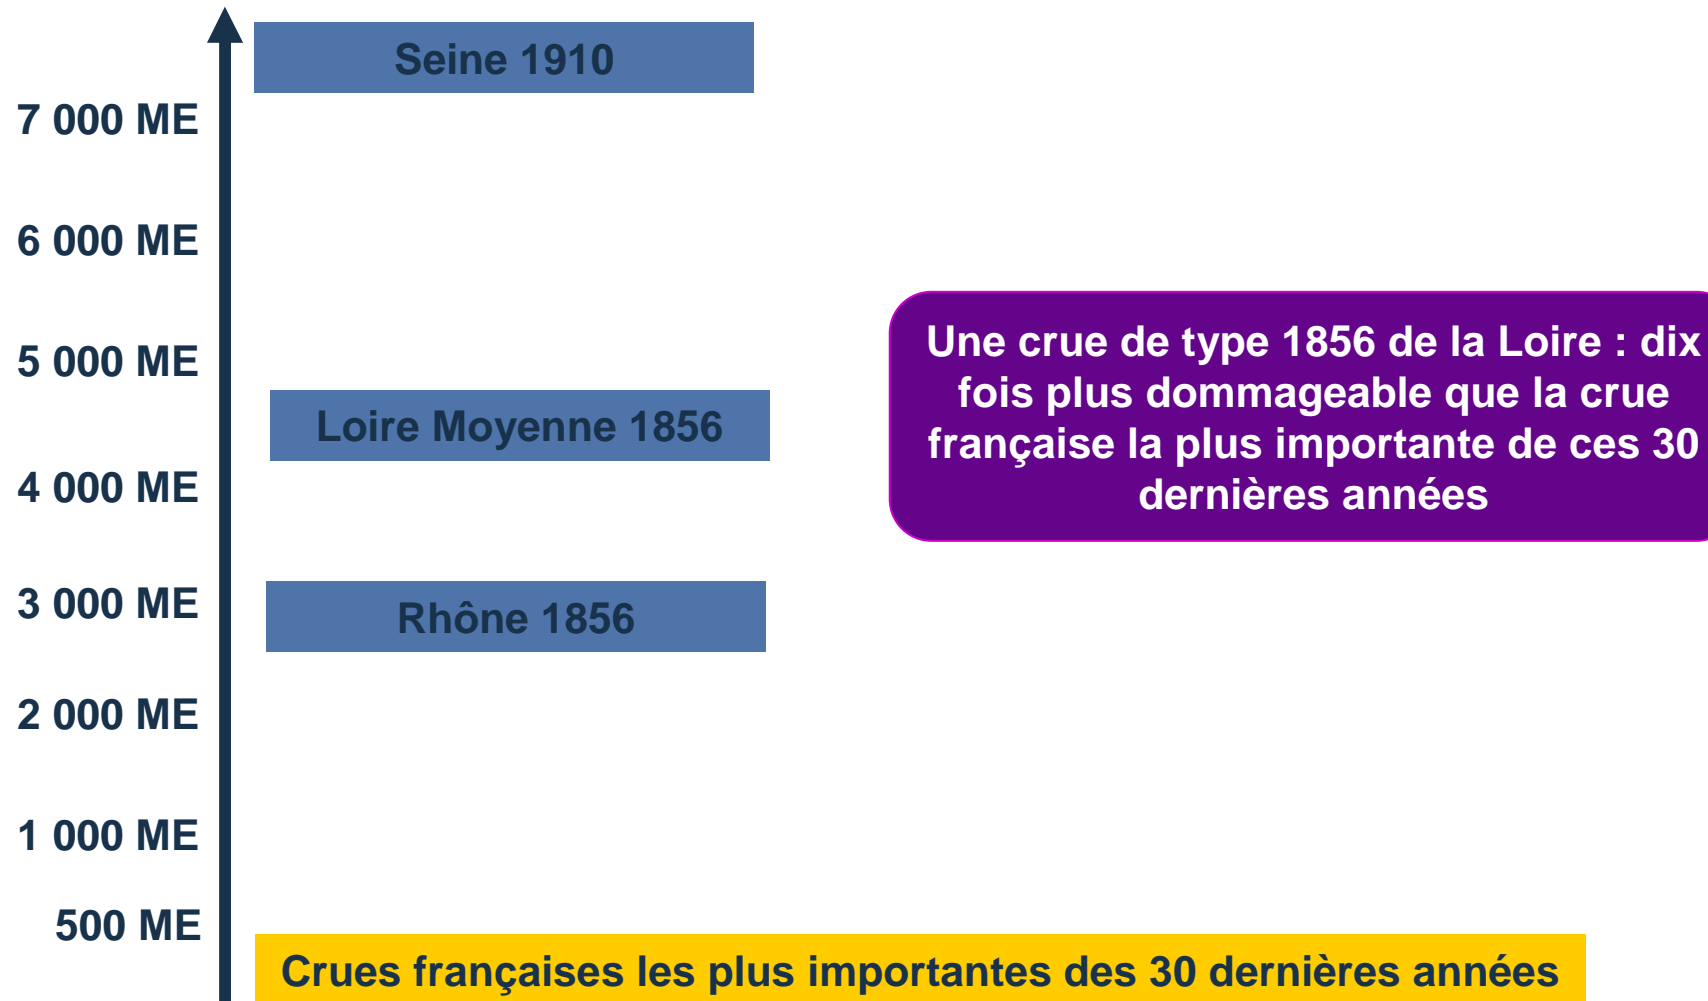 Seine 1910
7 000 ME
6 000 ME
5 000 ME
Une crue de type 1856 de la Loire : dix
fois plus dommageable que la crue
française la plus importante de ces 30
dernières années
Loire Moyenne 1856
4 000 ME
3 000 ME
Rhône 1856
2 000 ME
1 000 ME
500 ME
Crues françaises les plus importantes des 30 dernières années